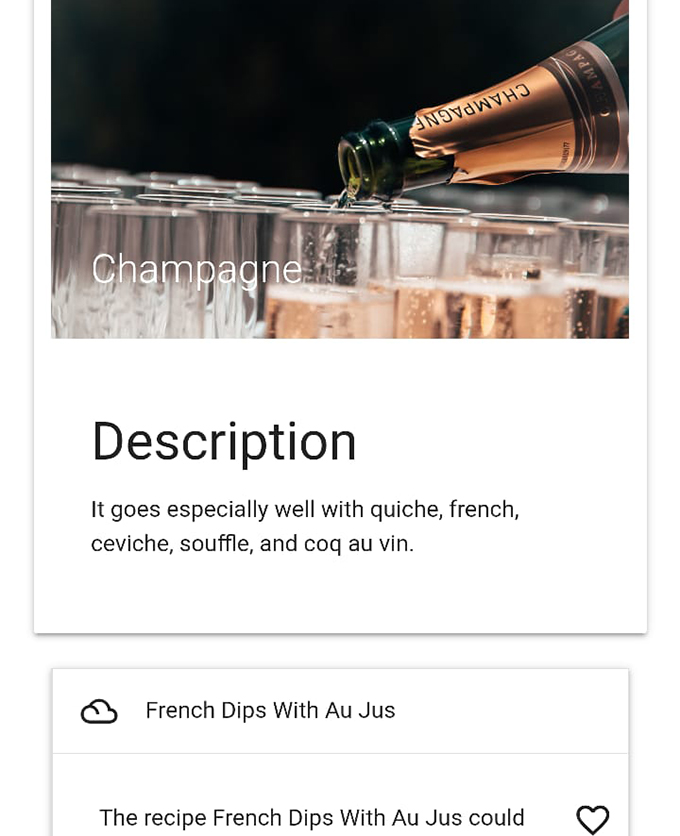 CHAMPAGNE
Champagne
Description
It goes especially well with quiche, french,
ceviche, souffle, and coq au vin.
French Dips With Au Jus
The recipe French Dips With Au Jus could